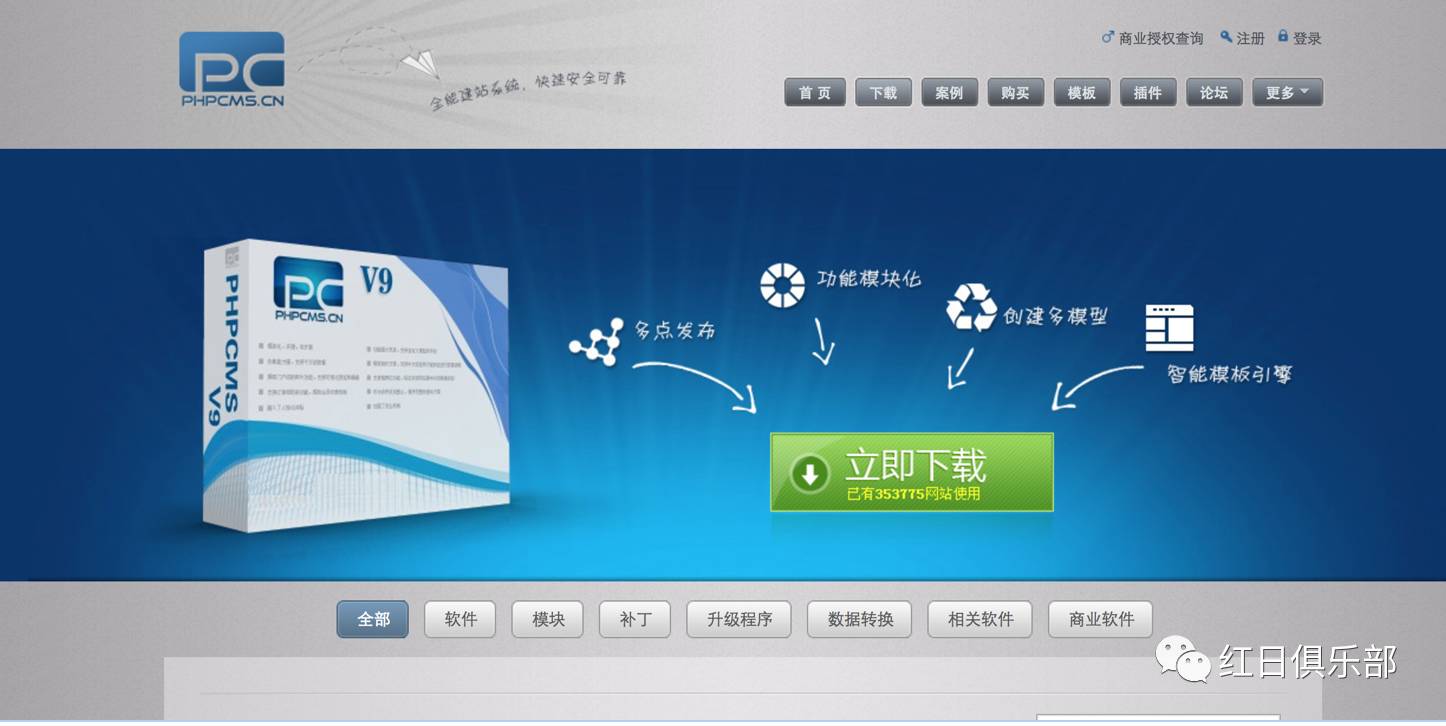 PC
PHPCMS.CN
全能建站系统，快速安全可靠
商业授权查询 注册 登录
首 页 下载 案例 购买 模板 插件 论坛 更多
PC
PHPCMS.CN
V9
PHPCMS V9
多点发布
功能模块化
创建多模型
智能模板引擎
立即下载
已有353775网站使用
全部 软件 模块 补丁 升级程序 数据转换 相关软件 商业软件
红日俱乐部